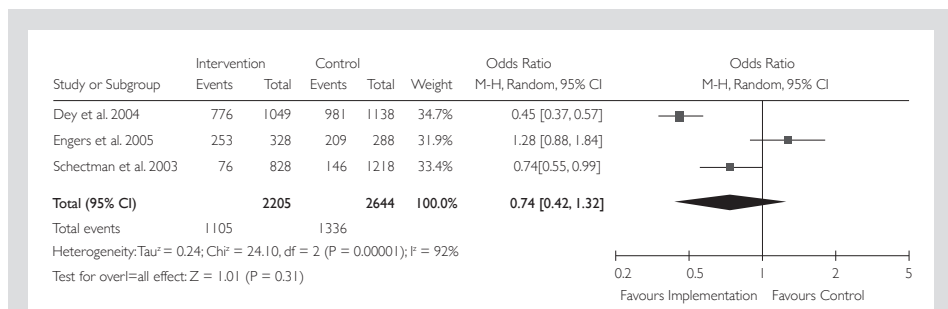 Intervention Control Odds Ratio Odds Ratio
Study or Subgroup Events Total Events Total Weight M-H, Random, 95% CI M-H, Random, 95% CI
Dey et al. 2004 776 1049 981 1138 34.7% 0.45 [0.37, 0.57]
Engers et al. 2005 253 328 209 288 31.9% 1.28 [0.88, 1.84]
Schectman et al. 2003 76 828 146 1218 33.4% 0.74[0.55, 0.99]
Total (95% CI) 2205 2644 100.0% 0.74 [0.42, 1.32]
Total events 1105 1336
Heterogeneity: Tau² = 0.24; Chi² = 24.10, df = 2 (P = 0.00001); I² = 92%
Test for overl=all effect: Z = 1.01 (P = 0.31)
0.2 0.5 1 2 5
Favours Implementation Favours Control